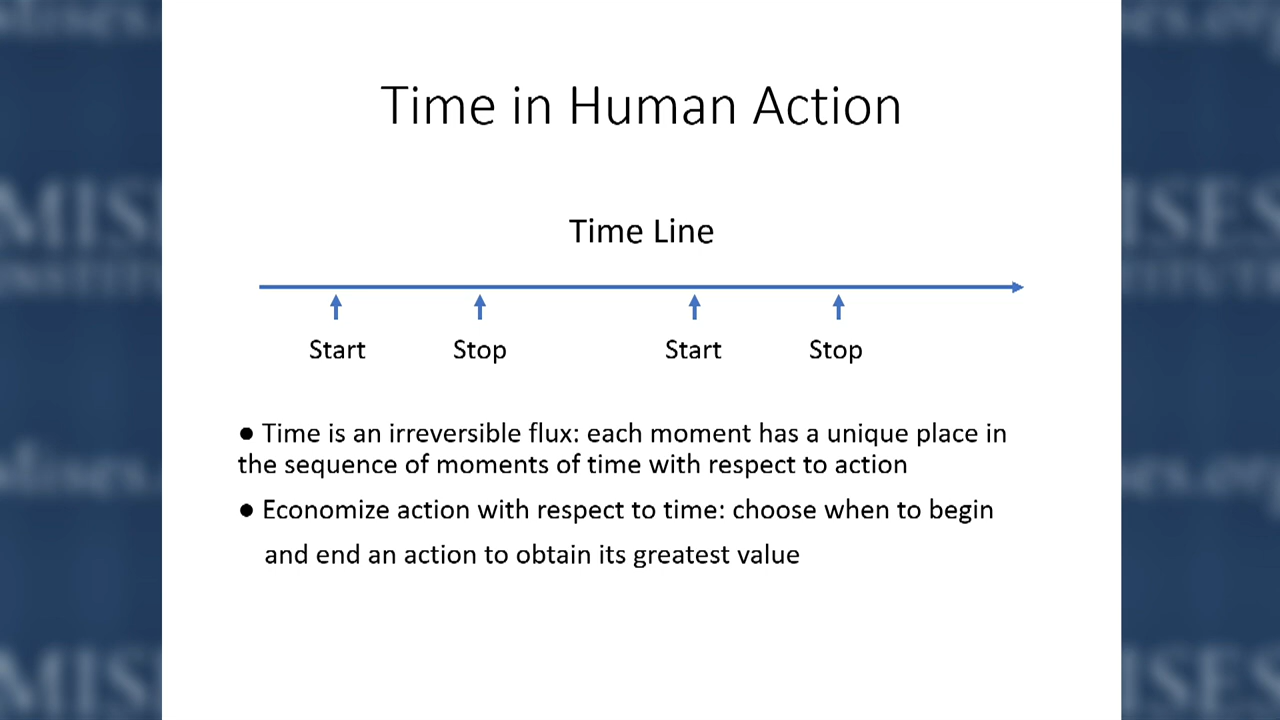 Time in Human Action
Time Line
Start Stop Start Stop
● Time is an irreversible flux: each moment has a unique place in
the sequence of moments of time with respect to action
● Economize action with respect to time: choose when to begin
and end an action to obtain its greatest value